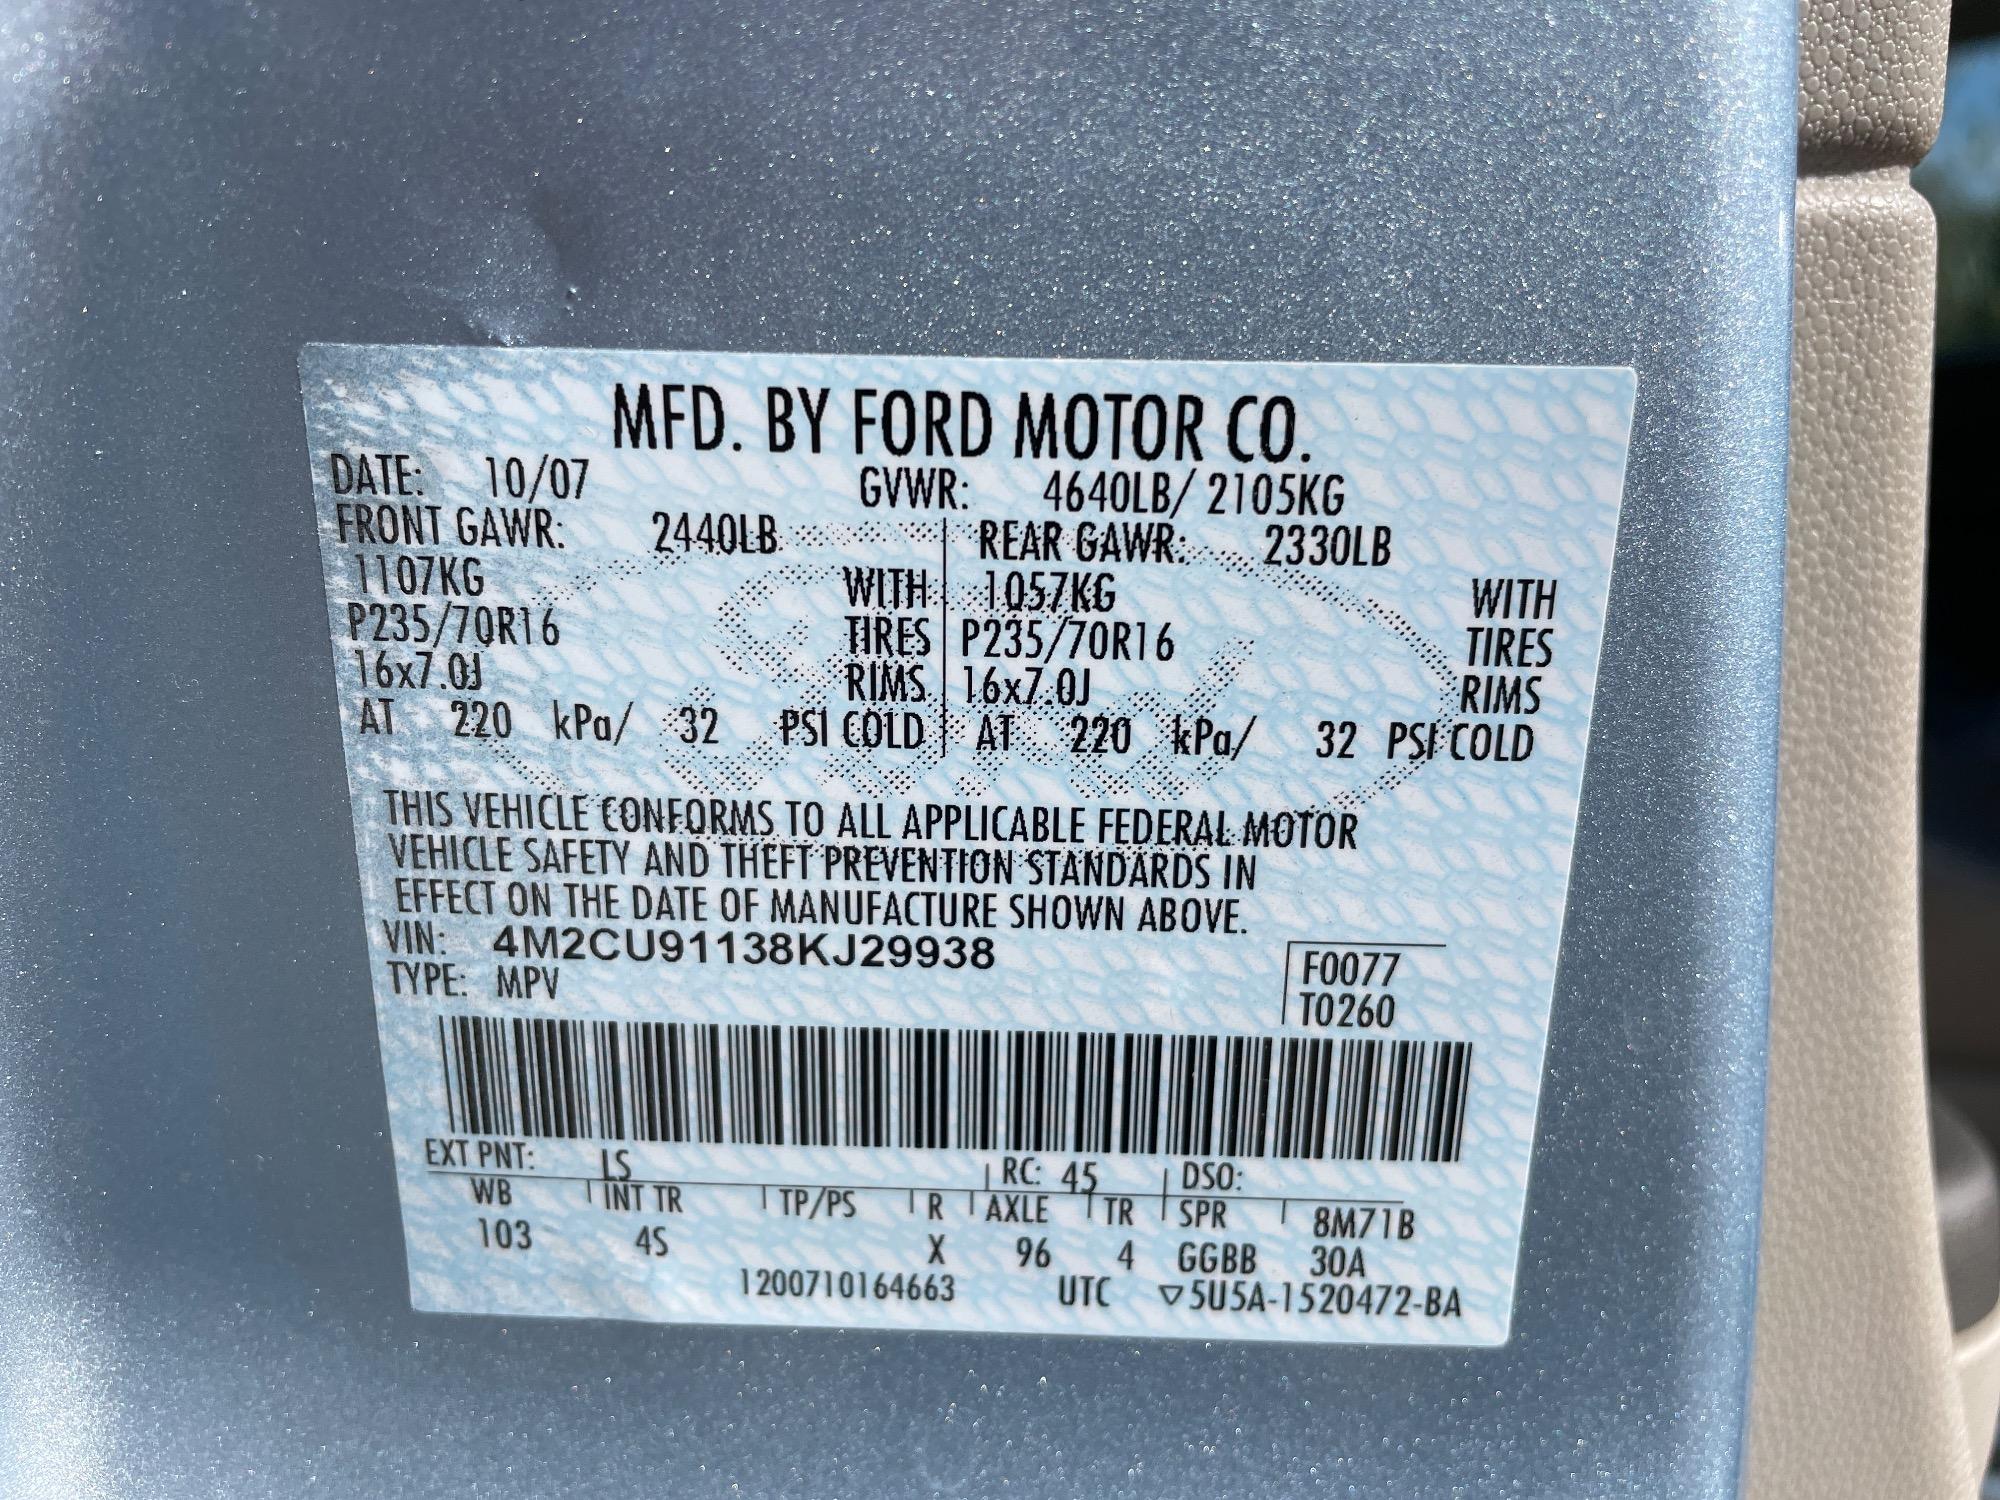 MFD. BY FORD MOTOR CO.
DATE: 10/07 GVWR: 4640LB/ 2105KG
FRONT GAWR: 2440LB REAR GAWR: 2330LB
1107KG WITH 1057KG WITH
P235/70R16 TIRES P235/70R16 TIRES
16x7.0J RIMS 16x7.0J RIMS
AT 220 kPa/ 32 PSI COLD AT 220 kPa/ 32 PSI COLD
THIS VEHICLE CONFORMS TO ALL APPLICABLE FEDERAL MOTOR
VEHICLE SAFETY AND THEFT PREVENTION STANDARDS IN
EFFECT ON THE DATE OF MANUFACTURE SHOWN ABOVE.
VIN: 4M2CU91138KJ29938
TYPE: MPV
F0077
T0260
EXT PNT: LS RC: 45 DSO:
WB INT TR TP/PS R AXLE TR SPR 8M71B
103 4S X 96 4 GGBB 30A
1200710164663 UTC ▽5U5A-1520472-BA